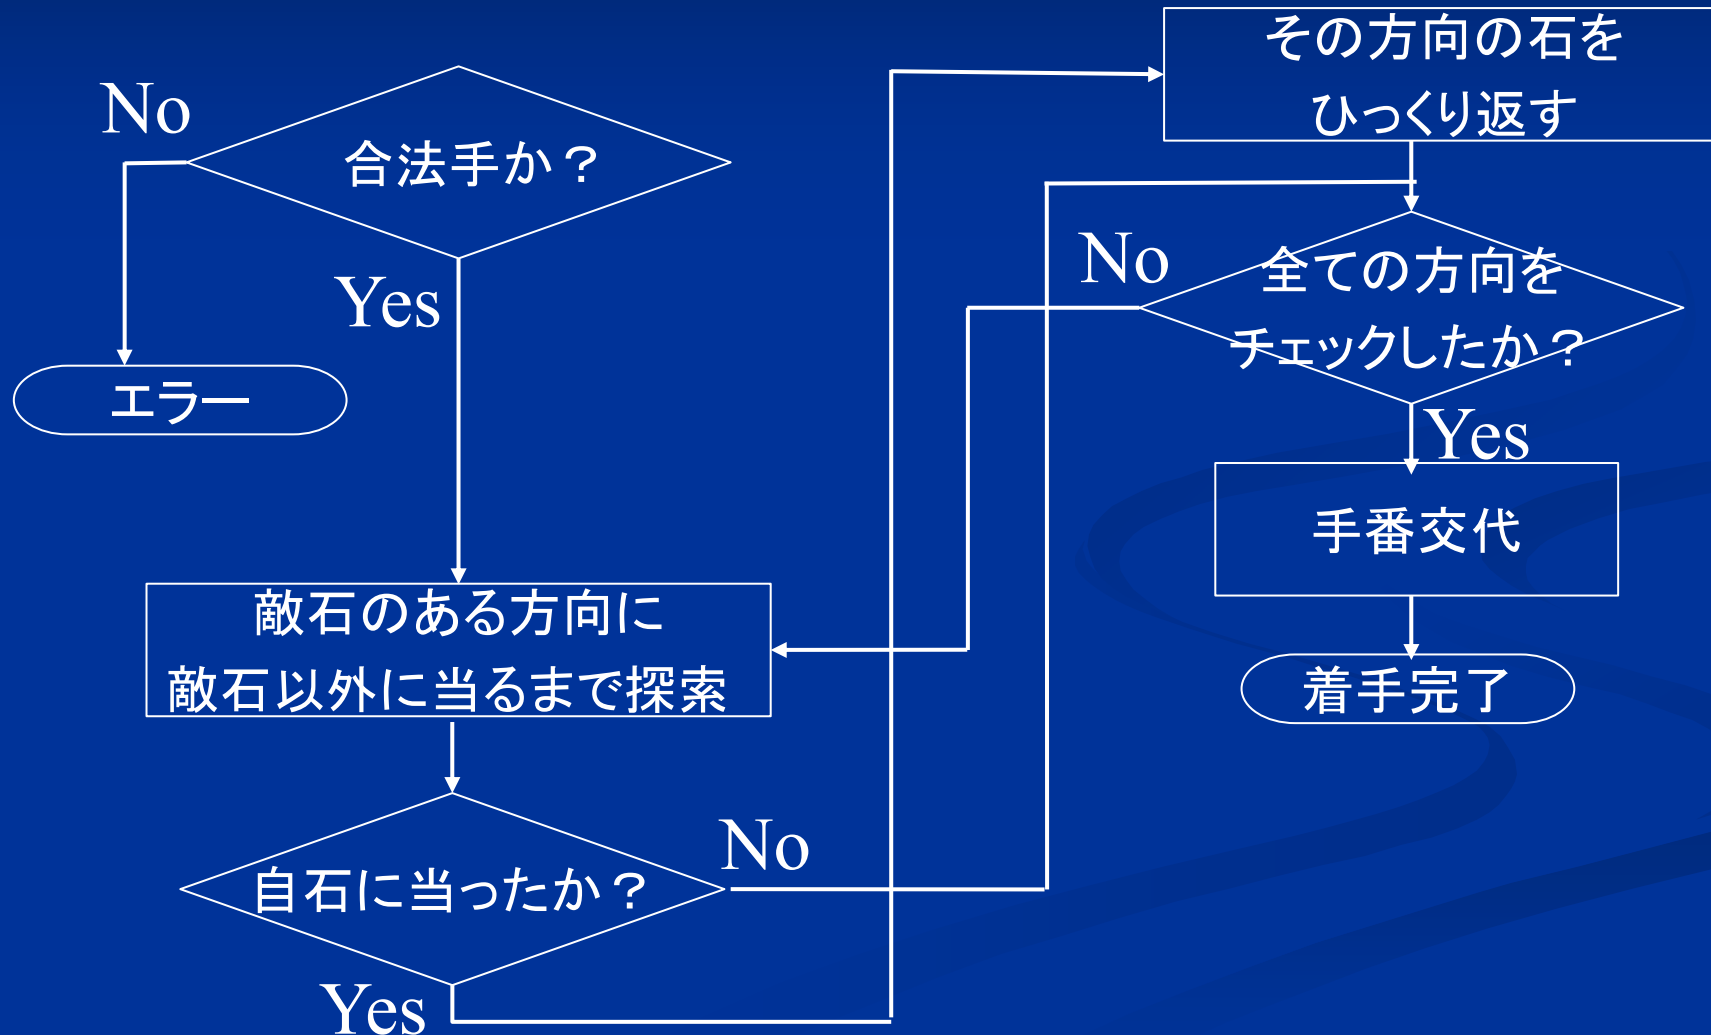 No
合法手か？
Yes
エラー
敵石のある方向に
敵石以外に当るまで探索
自石に当ったか？
No
Yes
その方向の石を
ひっくり返す
No
全ての方向を
チェックしたか？
Yes
手番交代
着手完了